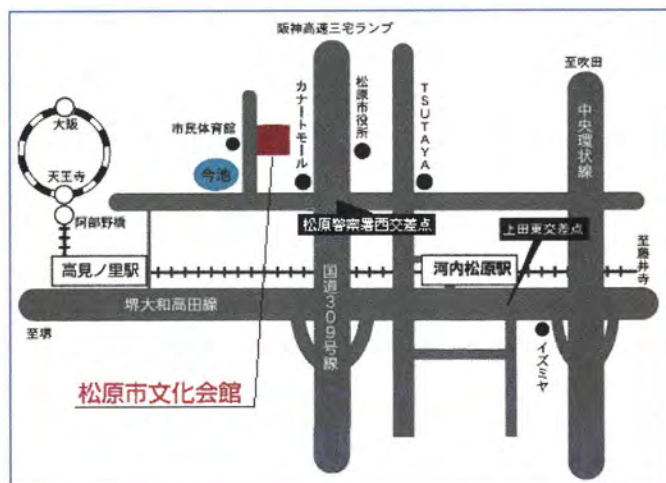 阪神高速三宅ランプ
至吹田
大阪
市民体育館
カナートモール
松原市役所
TSUTAYA
中央環状線
今池
天王寺
阿部野橋
松原警察署西交差点
上田東交差点
至藤井寺
高見ノ里駅
河内松原駅
国道309号線
堺大和高田線
至堺
イズミヤ
松原市文化会館